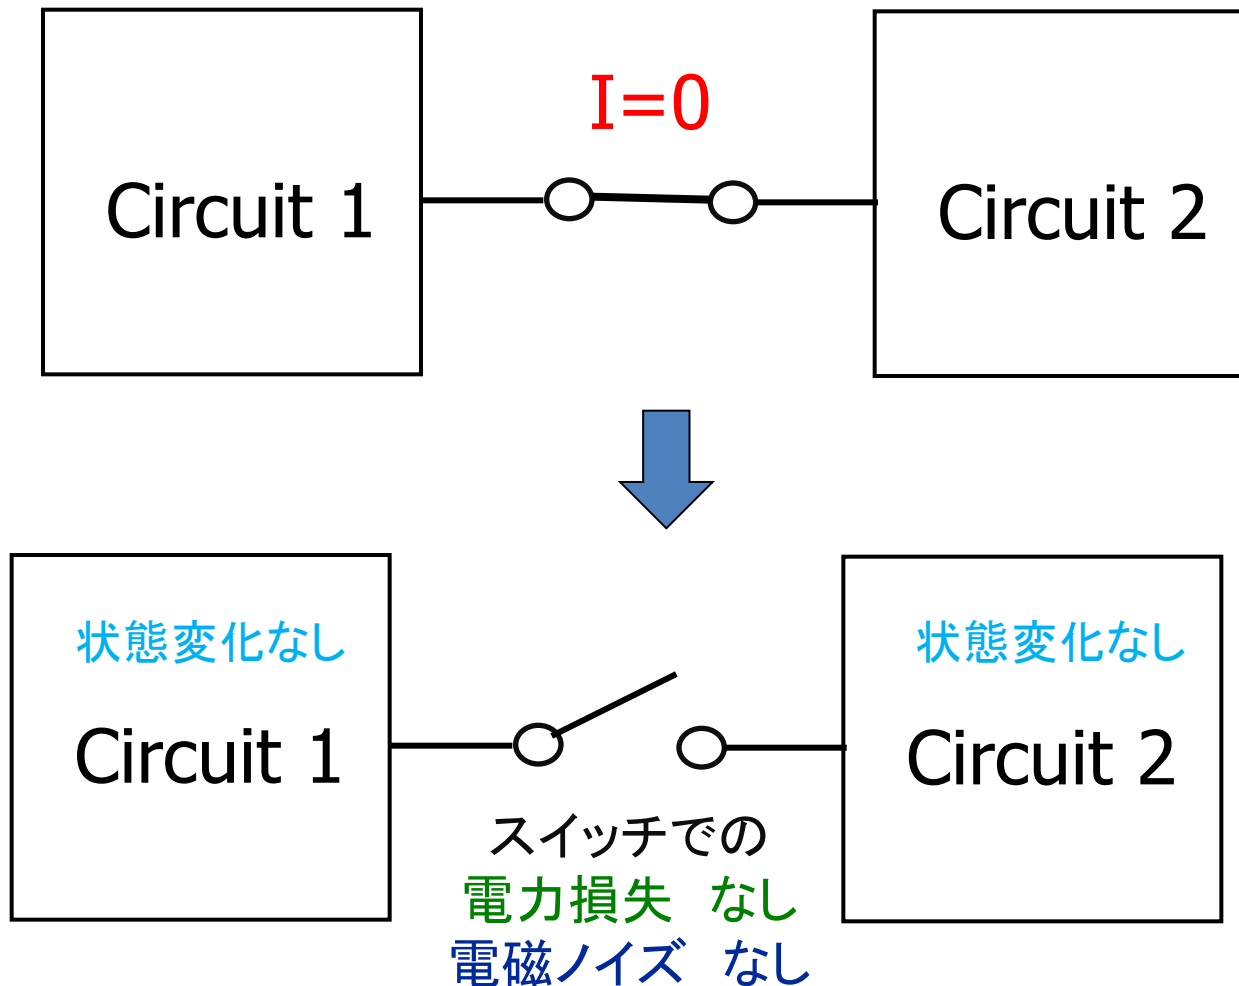 I=0
Circuit 1
Circuit 2
状態変化なし
状態変化なし
Circuit 1
Circuit 2
スイッチでの
電力損失 なし
電磁ノイズ なし